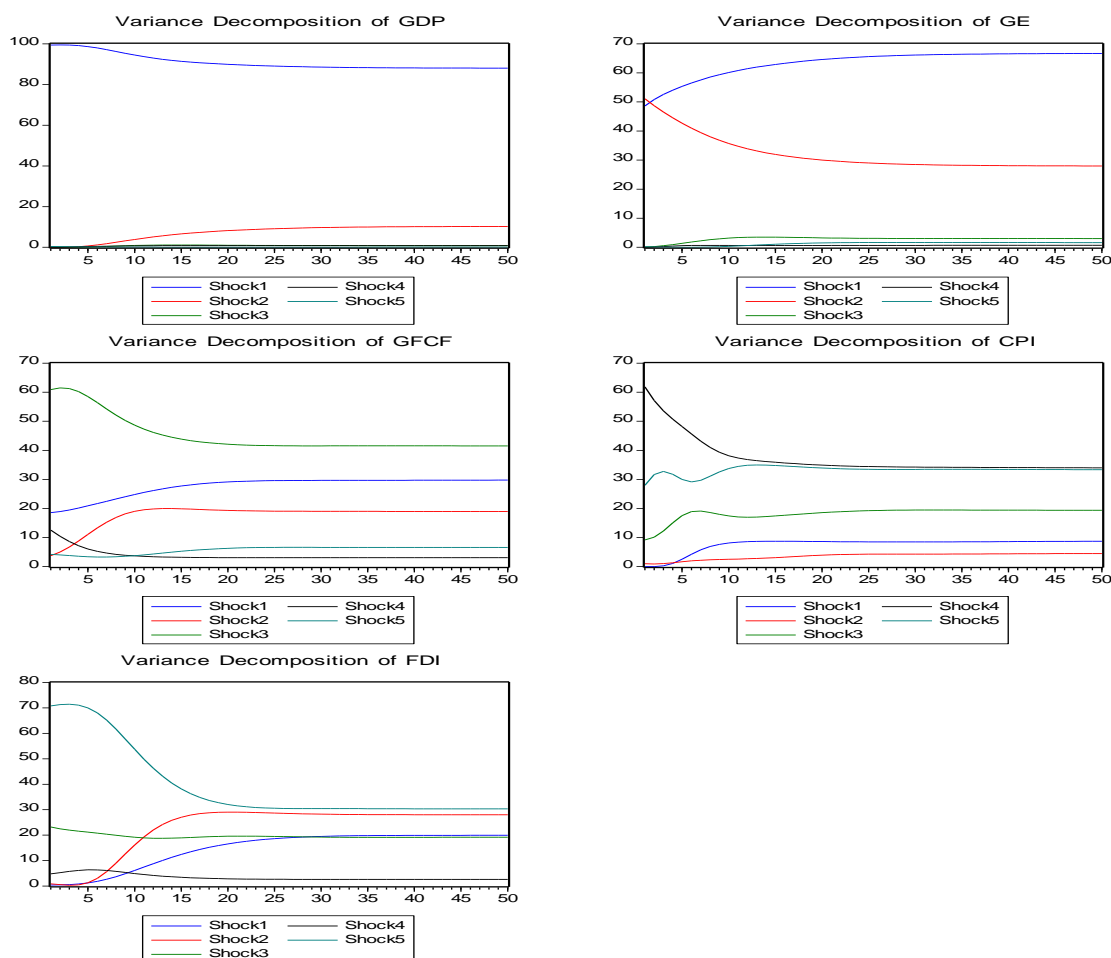 Variance Decomposition of GDP
100
80
60
40
20
0
5 10 15 20 25 30 35 40 45 50
Shock1 Shock4
Shock2 Shock5
Shock3
Variance Decomposition of GE
70
60
50
40
30
20
10
0
5 10 15 20 25 30 35 40 45 50
Shock1 Shock4
Shock2 Shock5
Shock3
Variance Decomposition of GFCF
70
60
50
40
30
20
10
0
5 10 15 20 25 30 35 40 45 50
Shock1 Shock4
Shock2 Shock5
Shock3
Variance Decomposition of CPI
70
60
50
40
30
20
10
0
5 10 15 20 25 30 35 40 45 50
Shock1 Shock4
Shock2 Shock5
Shock3
Variance Decomposition of FDI
80
70
60
50
40
30
20
10
0
5 10 15 20 25 30 35 40 45 50
Shock1 Shock4
Shock2 Shock5
Shock3